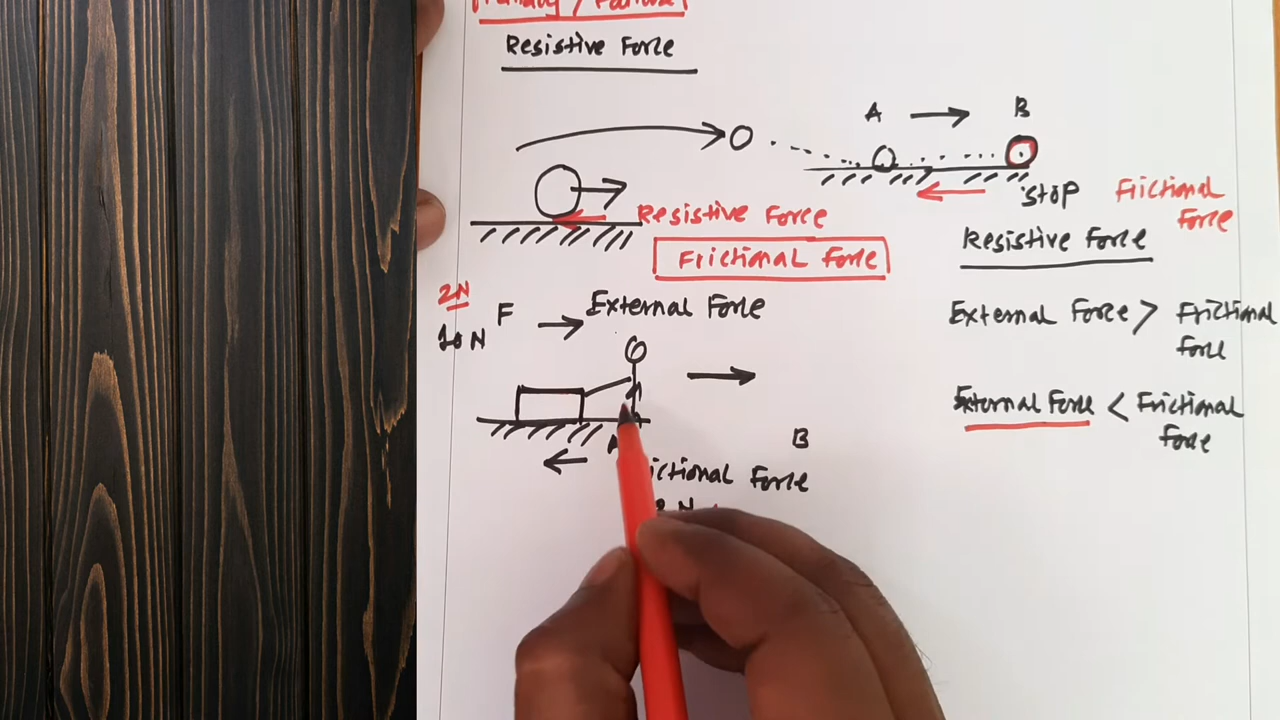 Resistive Force
A B
STOP Frictional Force
Resistive Force
Frictional Force
Resistive Force
2N
10 N
F External Force
External Force > Frictional Force
External Force < Frictional Force
B
Force
N